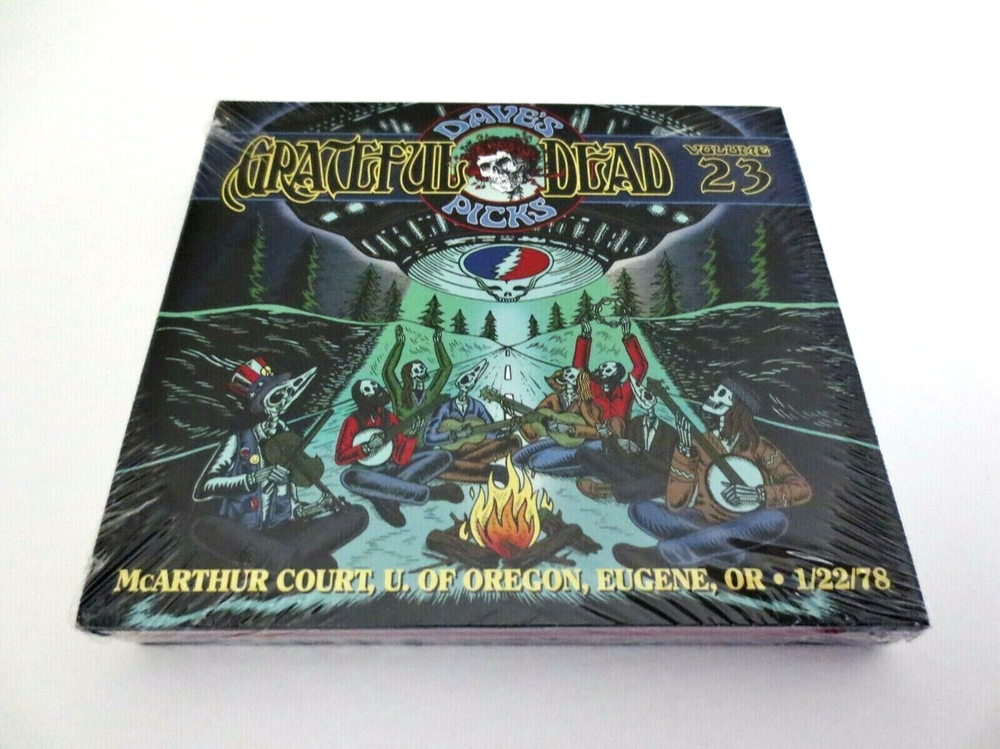 DAVE'S
GRATEFUL DEAD
PICKS
VOLUME
23
McARTHUR COURT, U. OF OREGON, EUGENE, OR • 1/22/78